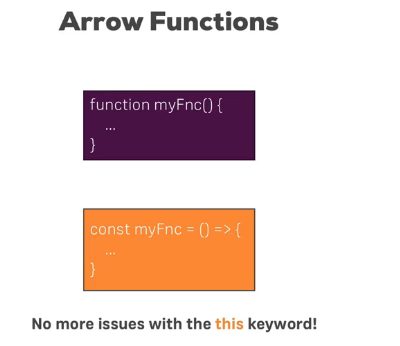 Arrow Functions
function myFnc() {
...
}
const myFnc = () => {
...
}
No more issues with the this keyword!